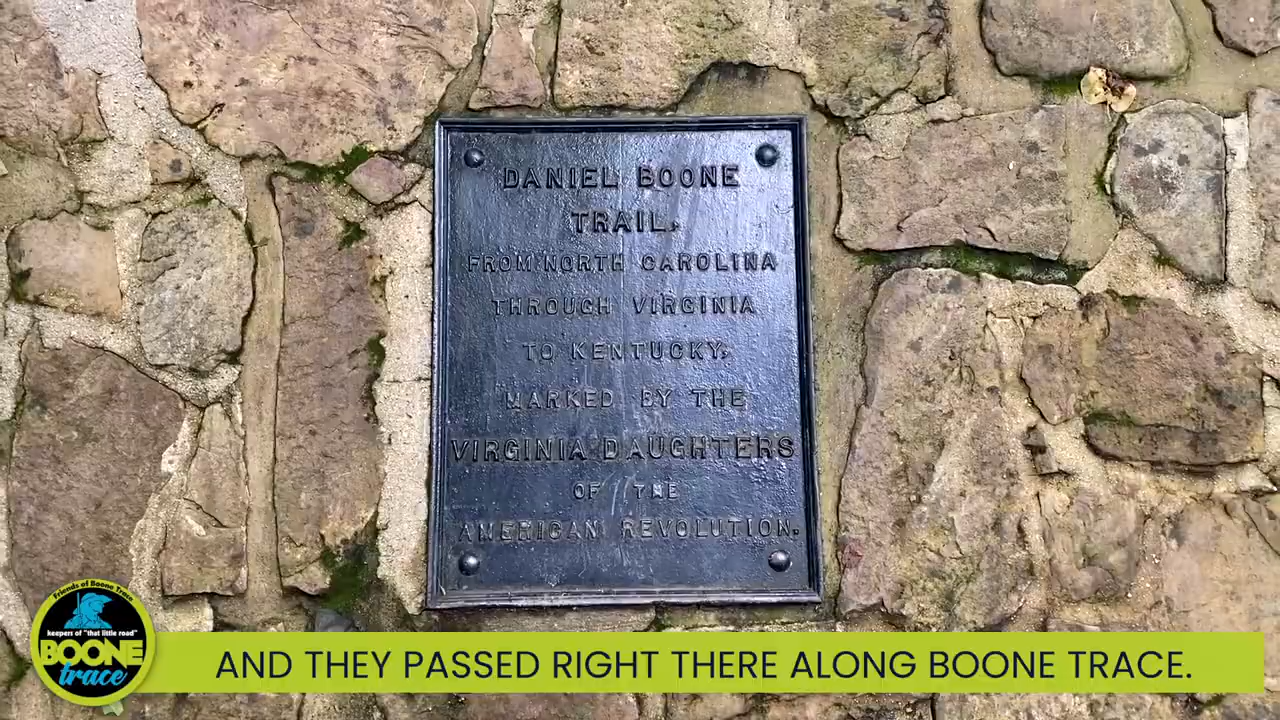 DANIEL BOONE
TRAIL.
FROM NORTH CAROLINA
THROUGH VIRGINIA
TO KENTUCKY,
MARKED BY THE
VIRGINIA DAUGHTERS
OF THE
AMERICAN REVOLUTION.
Friends of Boone Trace
keepers of "that little road"
BOONE
trace
AND THEY PASSED RIGHT THERE ALONG BOONE TRACE.